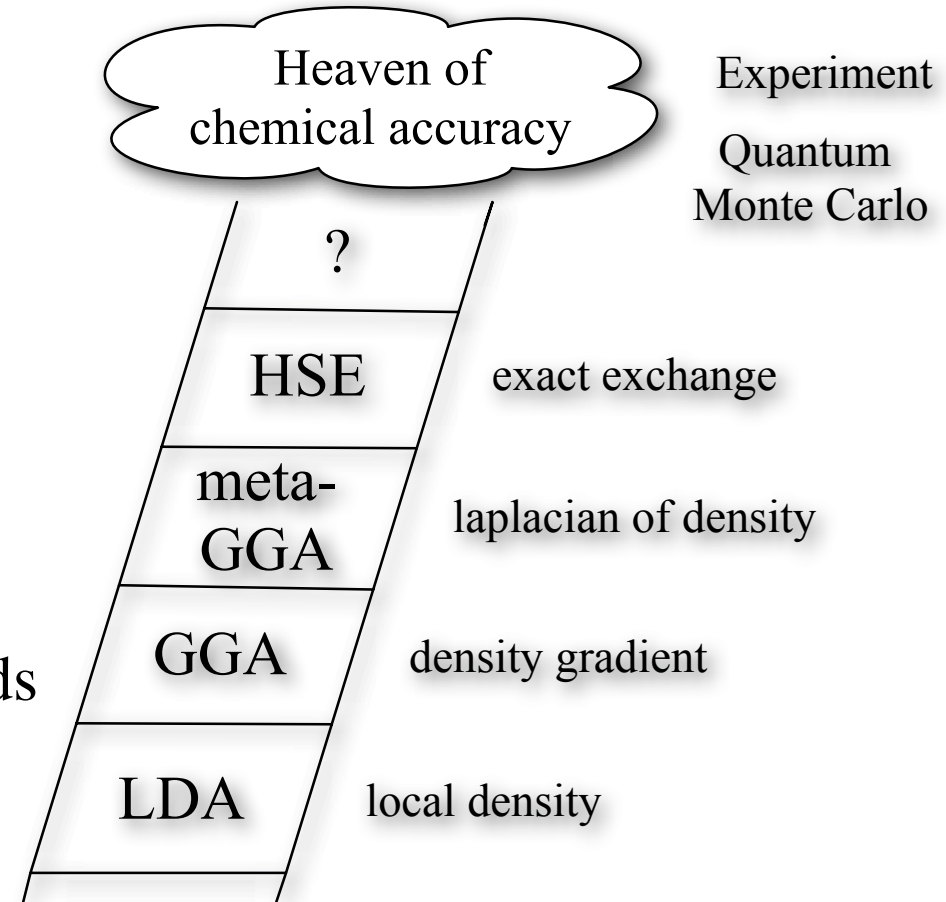 Heaven of
chemical accuracy
Experiment
Quantum
Monte Carlo
?
HSE
exact exchange
meta-
GGA
laplacian of density
GGA
density gradient
ds
LDA
local density